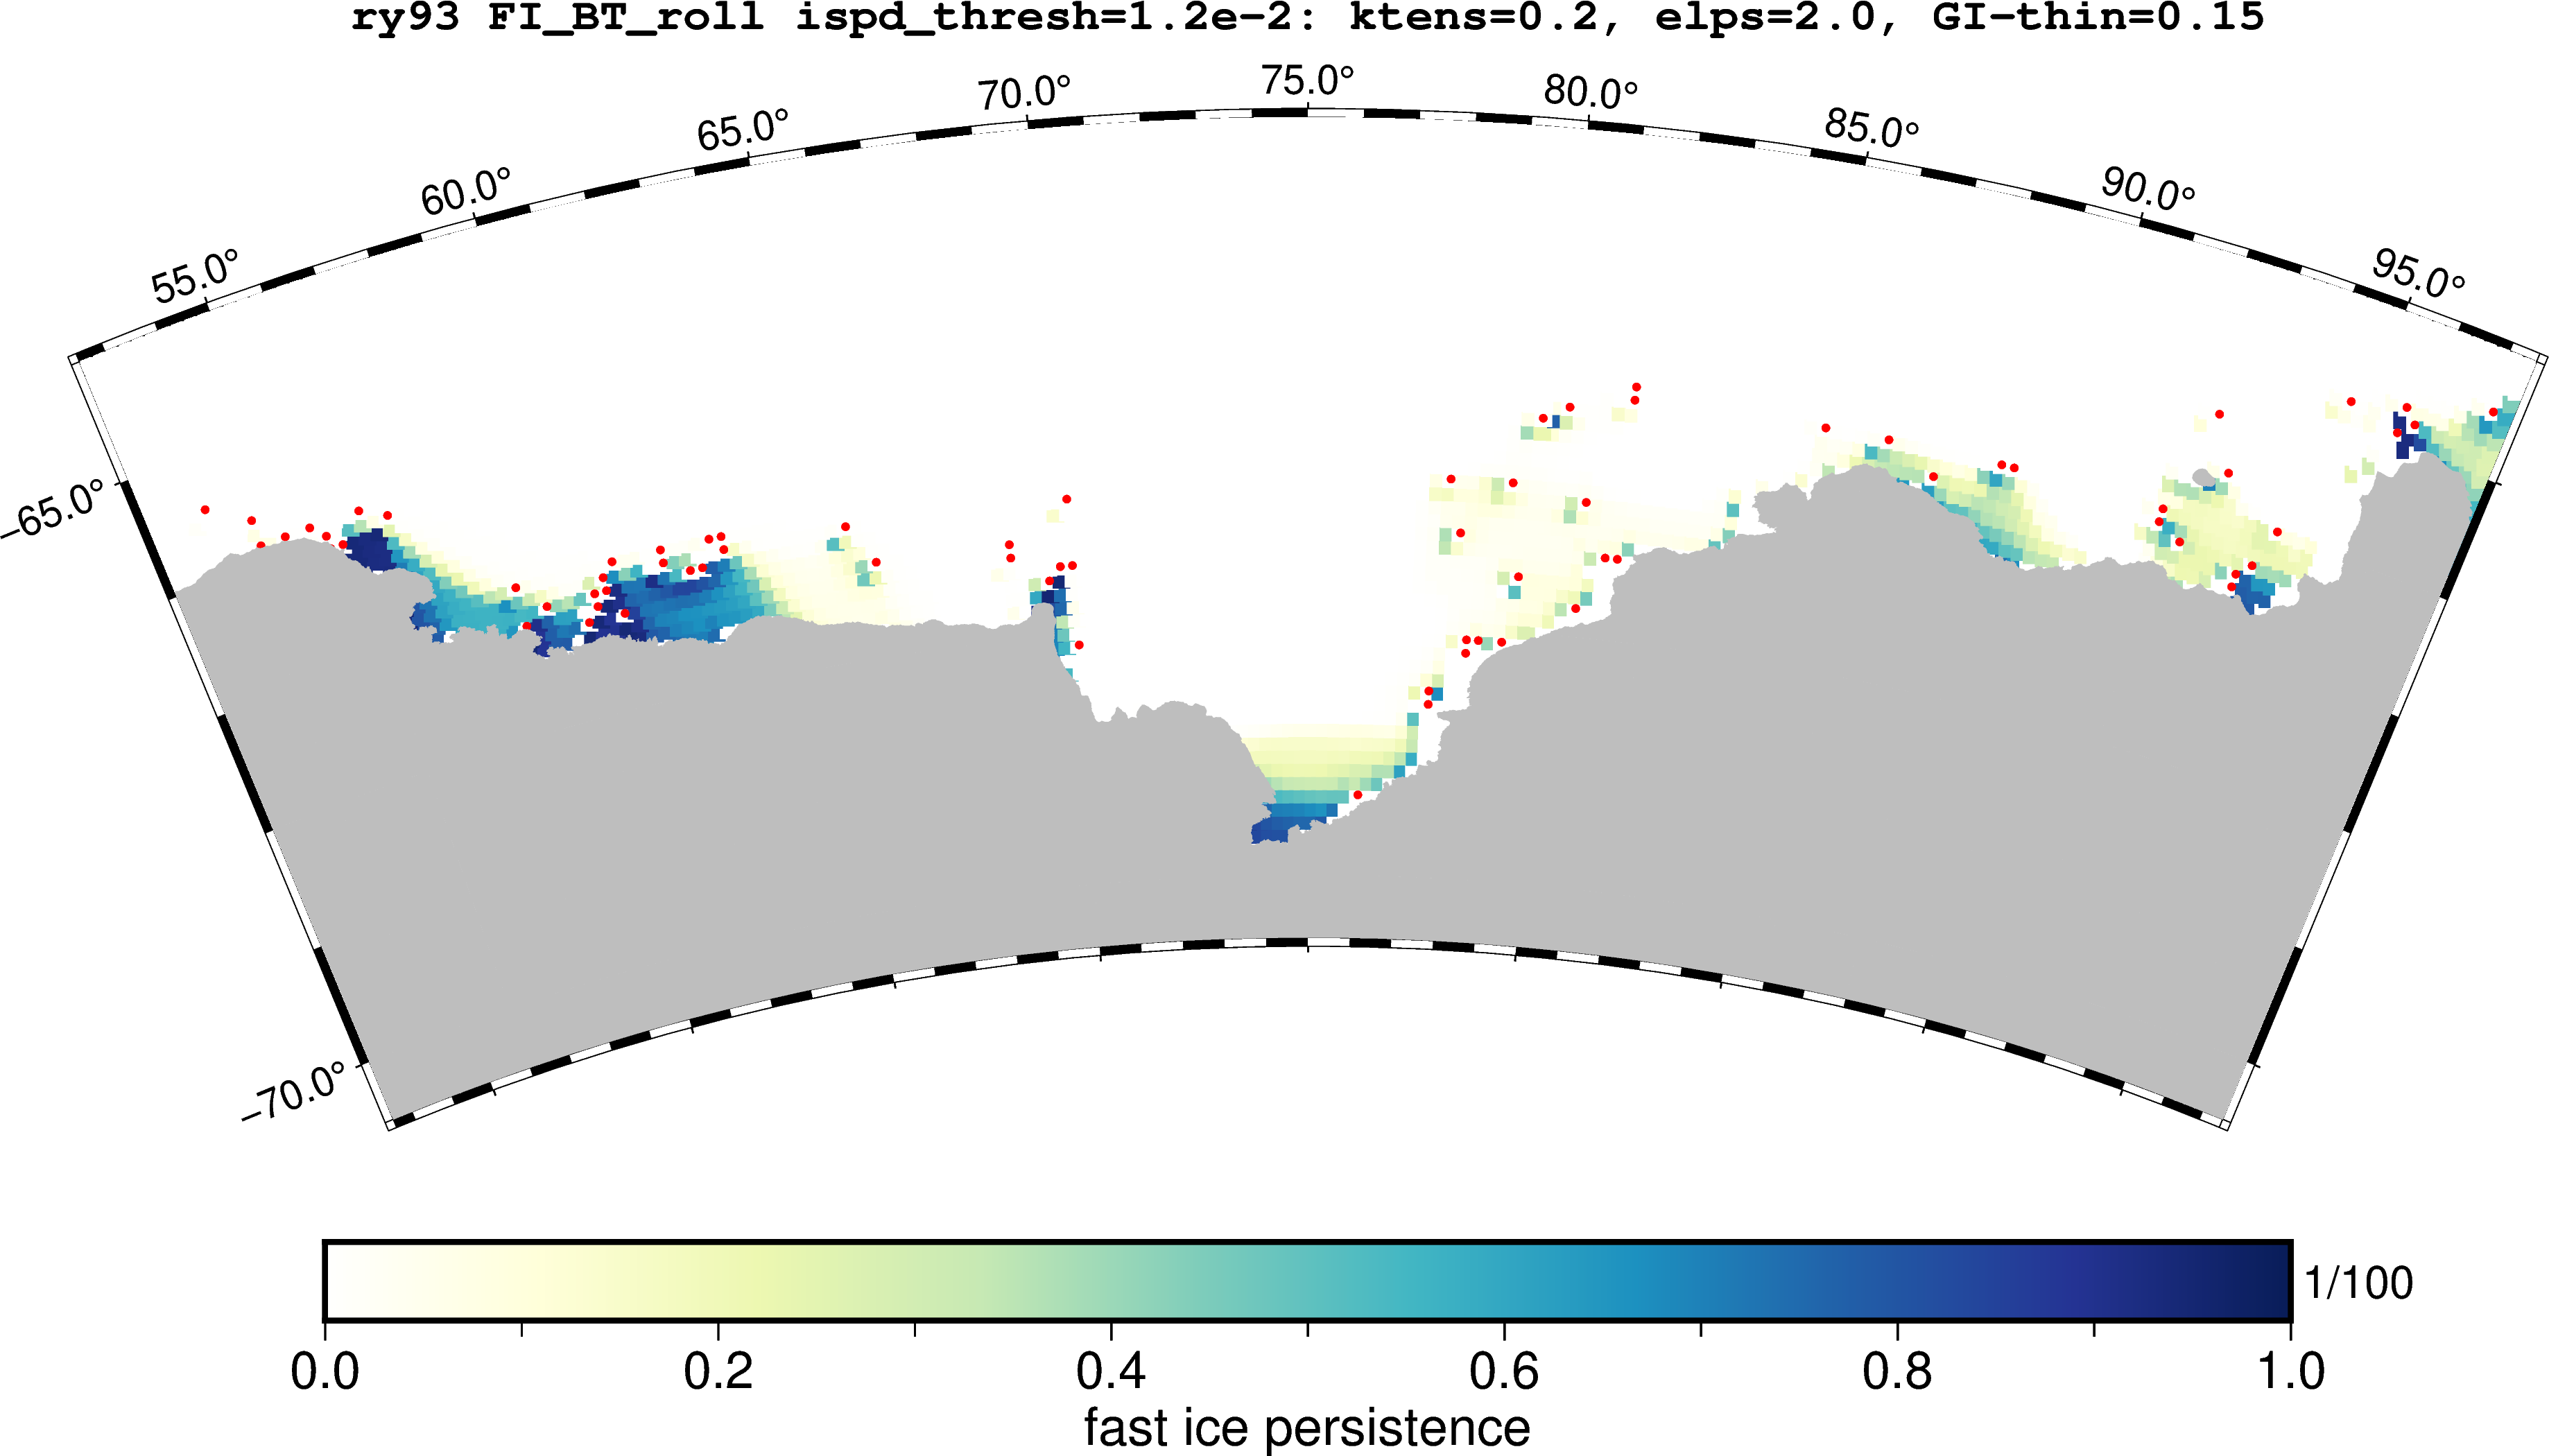 ry93 FI_BT_roll ispd_thresh=1.2e−2: ktens=0.2, elps=2.0, GI−thin=0.15
55.0° 60.0° 65.0° 70.0° 75.0° 80.0° 85.0° 90.0° 95.0°
−65.0°
−70.0°
1/100
0.0 0.2 0.4 0.6 0.8 1.0
fast ice persistence